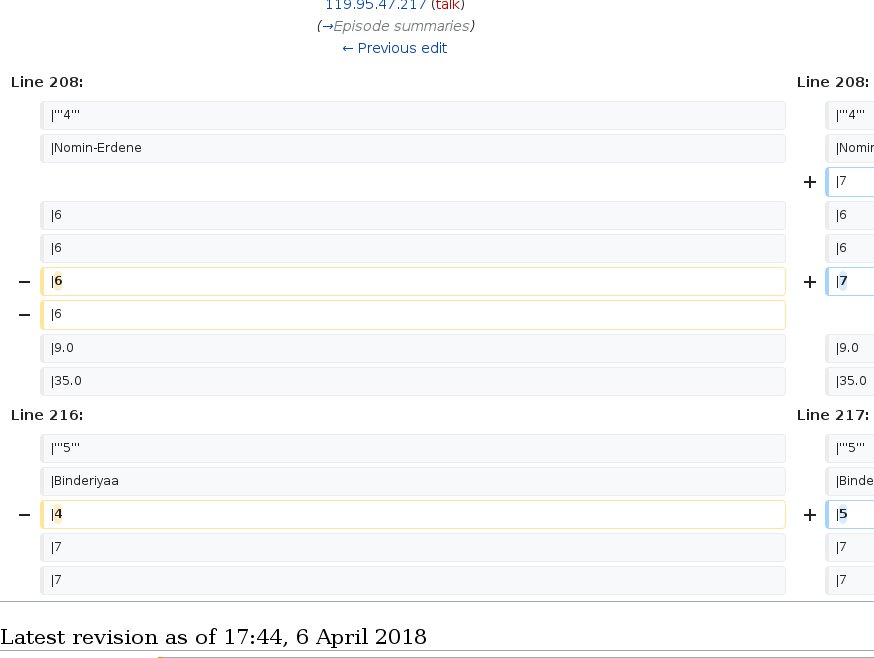 119.95.47.217 (talk)
(→Episode summaries)
← Previous edit
Line 208: Line 208:
|'''4''' |'''4'''
|Nomin-Erdene
+ |7
|6 |6
|6 |6
− |6 + |7
− |6
|9.0 |9.0
|35.0 |35.0
Line 216: Line 217:
|'''5''' |'''5'''
|Binderiyaa
− |4 + |5
|7 |7
|7 |7
Latest revision as of 17:44, 6 April 2018